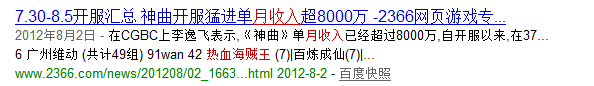 7.30-8.5开服汇总 神曲开服猛进单月收入超8000万 -2366网页游戏专...
2012年8月2日 - 在CGBC上李逸飞表示,《神曲》单月收入已经超过8000万,自开服以来,在37...
6 广州维动 (共计49组) 91wan 42 热血海贼王 (7)|百炼成仙(7)|...
www.2366.com/news/201208/02_1663...html 2012-8-2 - 百度快照